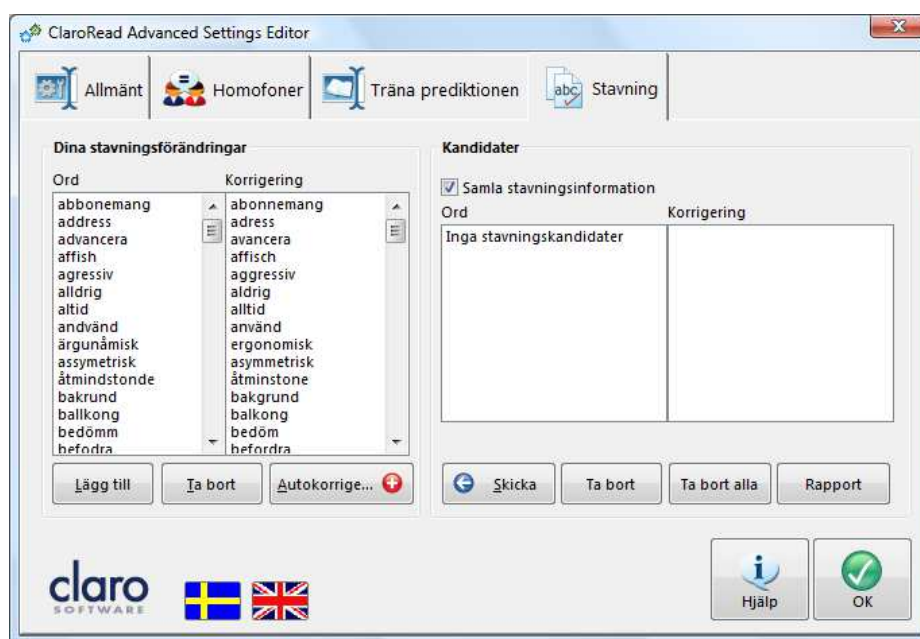 ClaroRead Advanced Settings Editor
Allmänt Homofoner Träna prediktionen abc Stavning
Dina stavningsförändringar
Ord Korrigering
abbonemang abonnemang
address adress
advancera avancera
affish affisch
agressiv aggressiv
alldrig aldrig
altid alltid
andvänd använd
ärgunåmisk ergonomisk
assymetrisk asymmetrisk
åtmindstonde åtminstone
bakrund bakgrund
ballkong balkong
bedömm bedöm
befodra befordra
Lägg till Ta bort Autokorrige...
Kandidater
Samla stavningsinformation
Ord Korrigering
Inga stavningskandidater
Skicka Ta bort Ta bort alla Rapport
claro
SOFTWARE
Hjälp OK